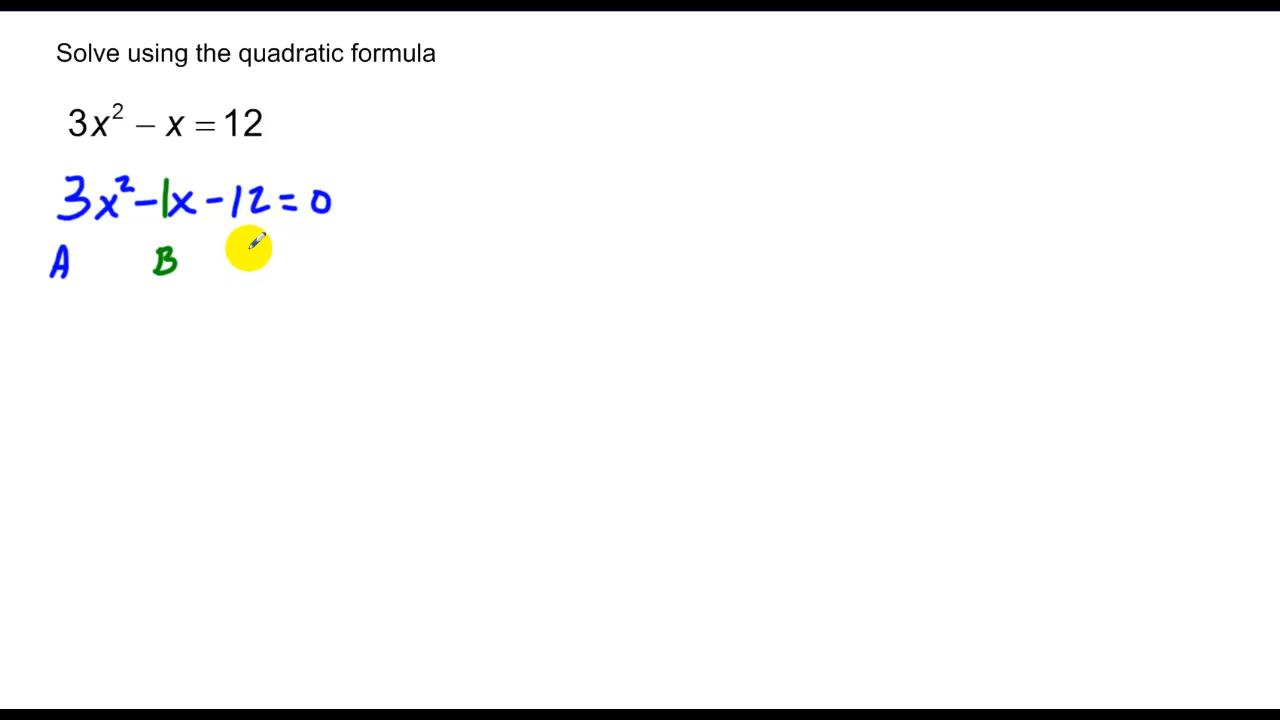 Solve using the quadratic formula
3x² − x = 12
3x² - 1x - 12 = 0
A B